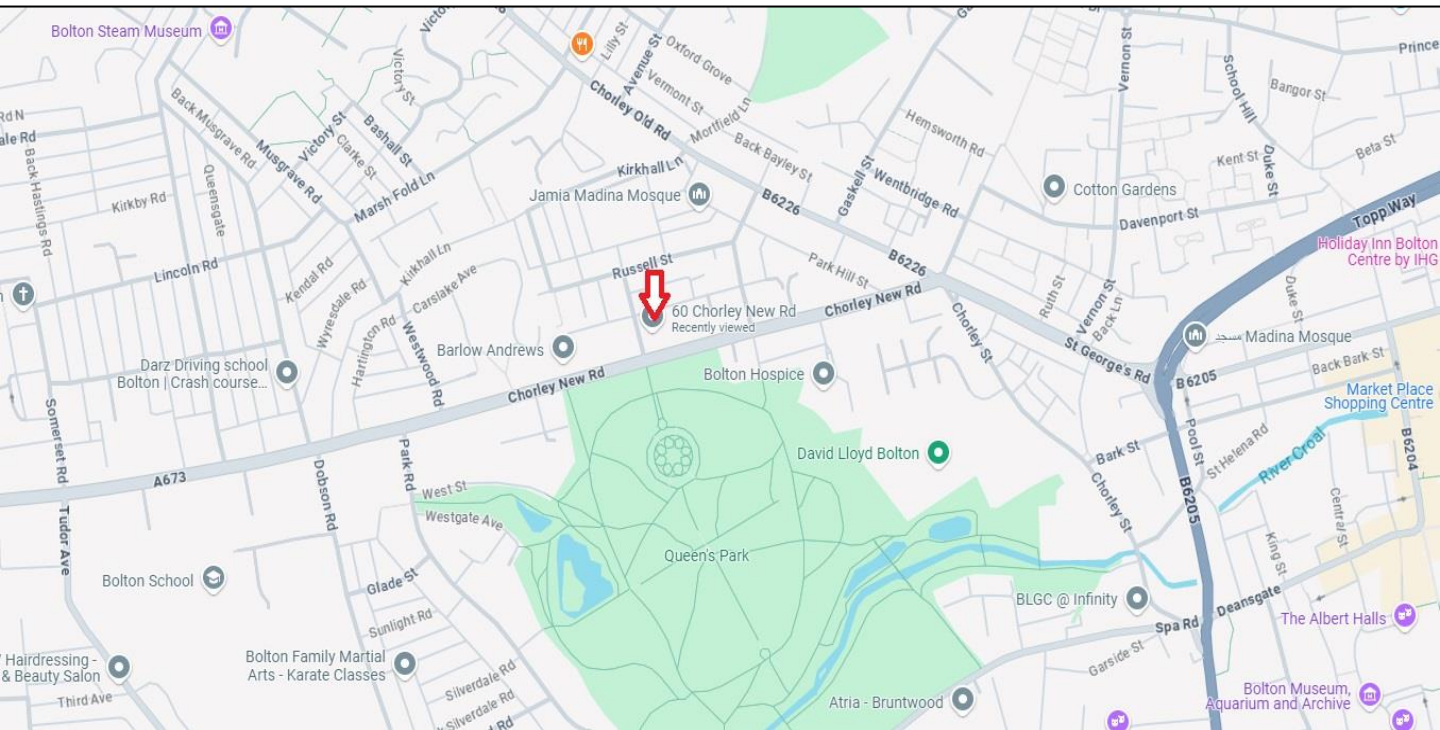 Bolton Steam Museum
Lilly St
Avenue St
Oxford Grove
Vernon St
Prince
School Hill
Bangor St
Victory St
Vermont St
Chorley Old Rd
Mortfield Ln
Back Musgrave Rd
Musgrave Rd
Victory St
Bashall St
Clarke St
Back Bayley St
Hemsworth Rd
Rd N
ale Rd
Back Hastings Rd
Kirkby Rd
Queensgate
Marsh Fold Ln
Kirkhall Ln
Jamia Madina Mosque
B6226
Gaskell St
Wentbridge Rd
Cotton Gardens
Kent St
Duke St
Beta St
Davenport St
Topp Way
Holiday Inn Bolton
Centre by IHG
Lincoln Rd
Kendal Rd
Wyresdale Rd
Kirkhall Ln
Carslake Ave
Russell St
Park Hill St
B6226
Chorley New Rd
Ruth St
Vernon St
Back Ln
Duke St
60 Chorley New Rd
Recently viewed
Hartington Rd
Westwood Rd
Barlow Andrews
Chorley St
St George's Rd
مسجد Madina Mosque
Darz Driving school
Bolton | Crash course...
Chorley New Rd
Bolton Hospice
B6205
Back Bark St
Market Place
Shopping Centre
Somerset Rd
Park Rd
David Lloyd Bolton
Bark St
Pool St
St Helena Rd
River Croal
B6204
A673
Dobson Rd
West St
Westgate Ave
Chorley St
B6205
Central St
Tudor Ave
Queen's Park
King St
Bolton School
Glade St
BLGC @ Infinity
Deansgate
Sunlight Rd
Spa Rd
The Albert Halls
Hairdressing -
& Beauty Salon
Bolton Family Martial
Arts - Karate Classes
Silverdale Rd
Garside St
Third Ave
Silverdale Rd
Rd
Atria - Bruntwood
Bolton Museum,
Aquarium and Archive